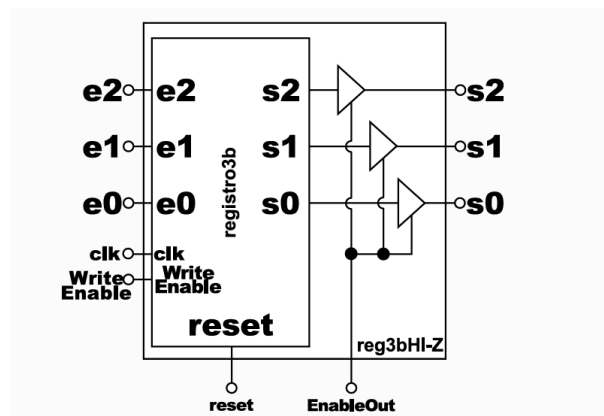 e2 e2 s2 s2
e1 e1 s1 s1
registro3b
e0 e0 s0 s0
clk clk
Write Write
Enable Enable
reset
reg3bHI-Z
reset EnableOut